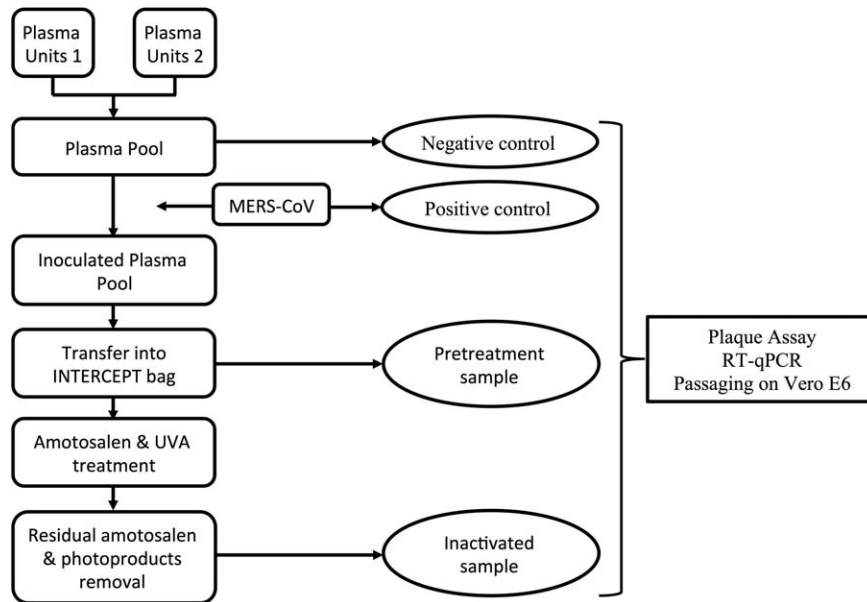 Plasma
Units 1
Plasma
Units 2
Plasma Pool
Negative control
MERS-CoV
Positive control
Inoculated Plasma
Pool
Transfer into
INTERCEPT bag
Pretreatment
sample
Plaque Assay
RT-qPCR
Passaging on Vero E6
Amotosalen & UVA
treatment
Residual amotosalen
& photoproducts
removal
Inactivated
sample